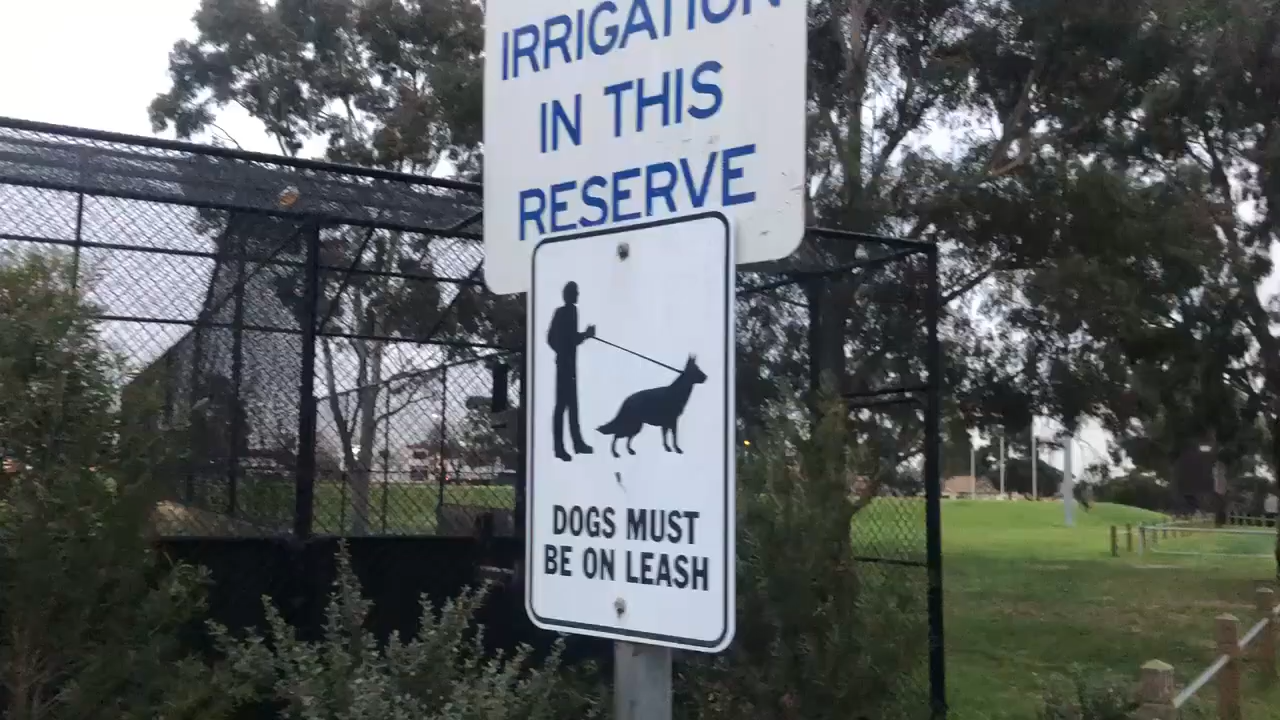 IRRIGATION
IN THIS
RESERVE
DOGS MUST
BE ON LEASH